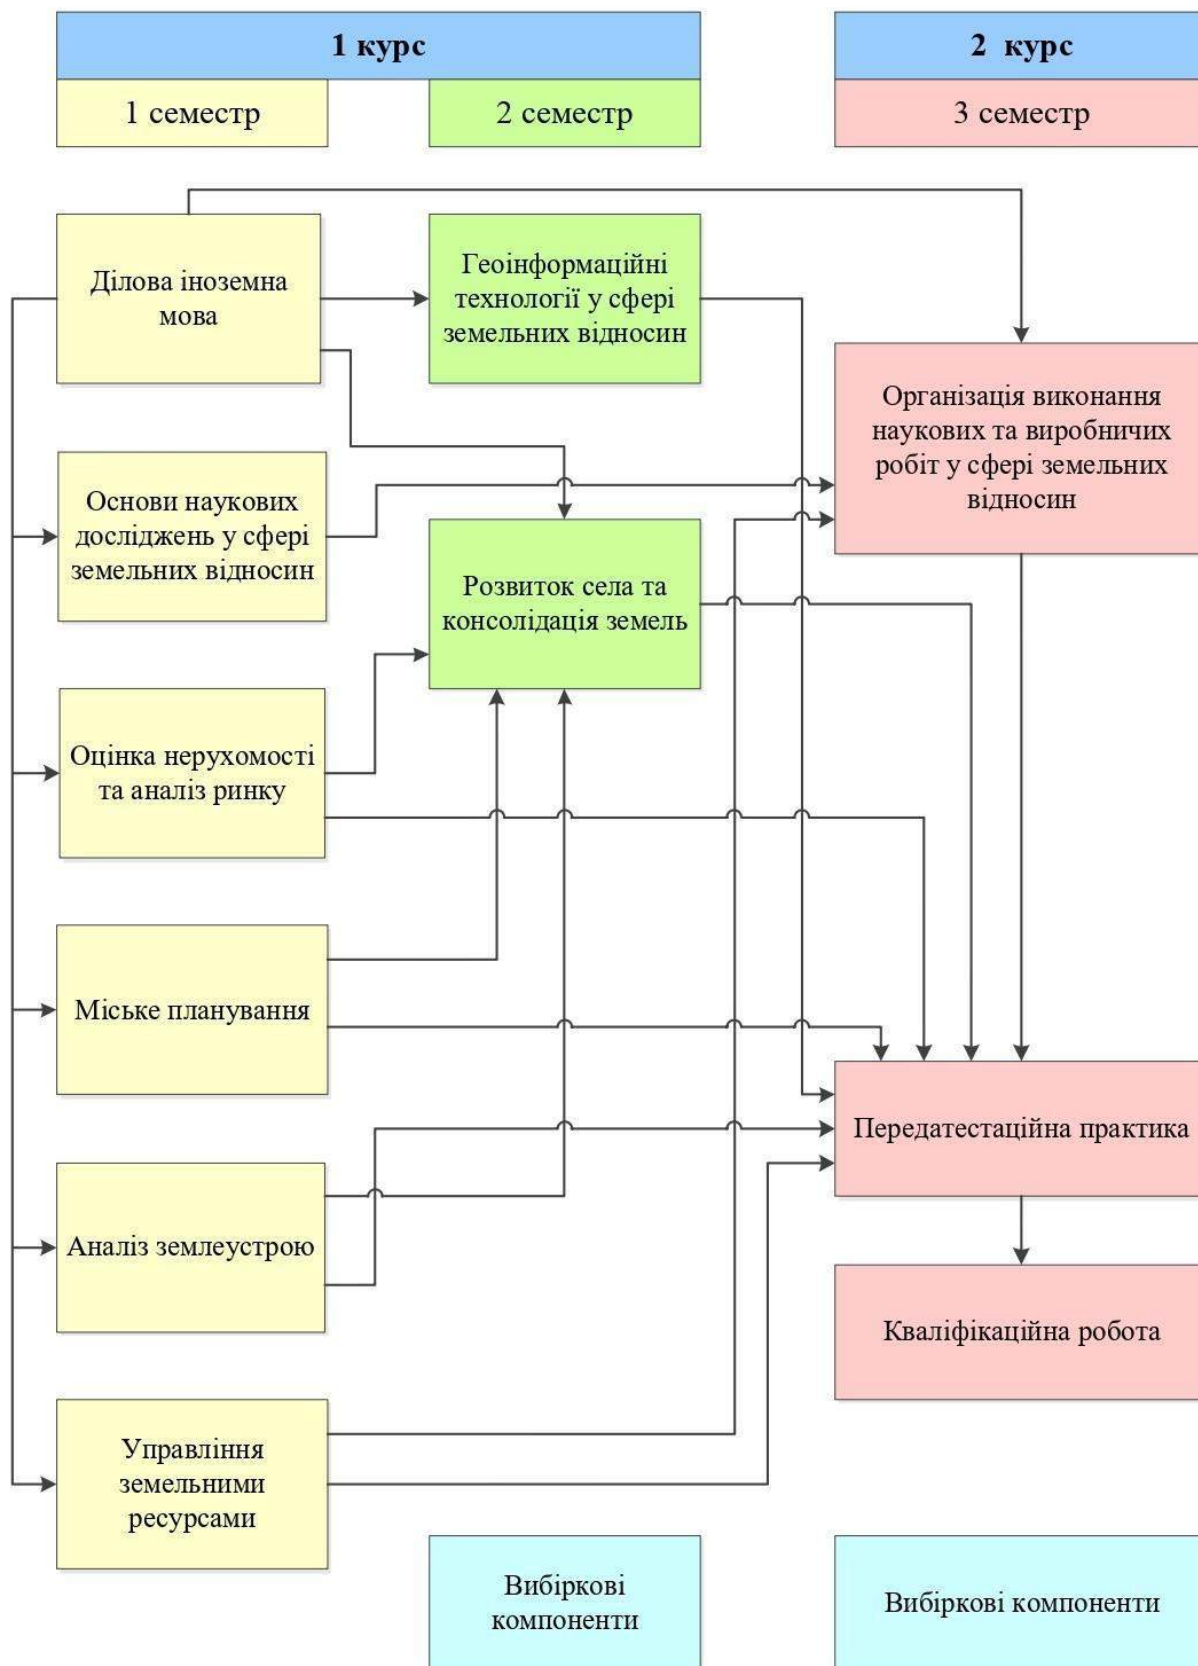 1 курс
2 курс
1 семестр
2 семестр
3 семестр
Ділова іноземна
мова
Геоінформаційні
технології у сфері
земельних відносин
Організація виконання
наукових та виробничих
робіт у сфері земельних
відносин
Основи наукових
досліджень у сфері
земельних відносин
Розвиток села та
консолідація земель
Оцінка нерухомості
та аналіз ринку
Міське планування
Передатестаційна практика
Аналіз землеустрою
Кваліфікаційна робота
Управління
земельними
ресурсами
Вибіркові
компоненти
Вибіркові компоненти